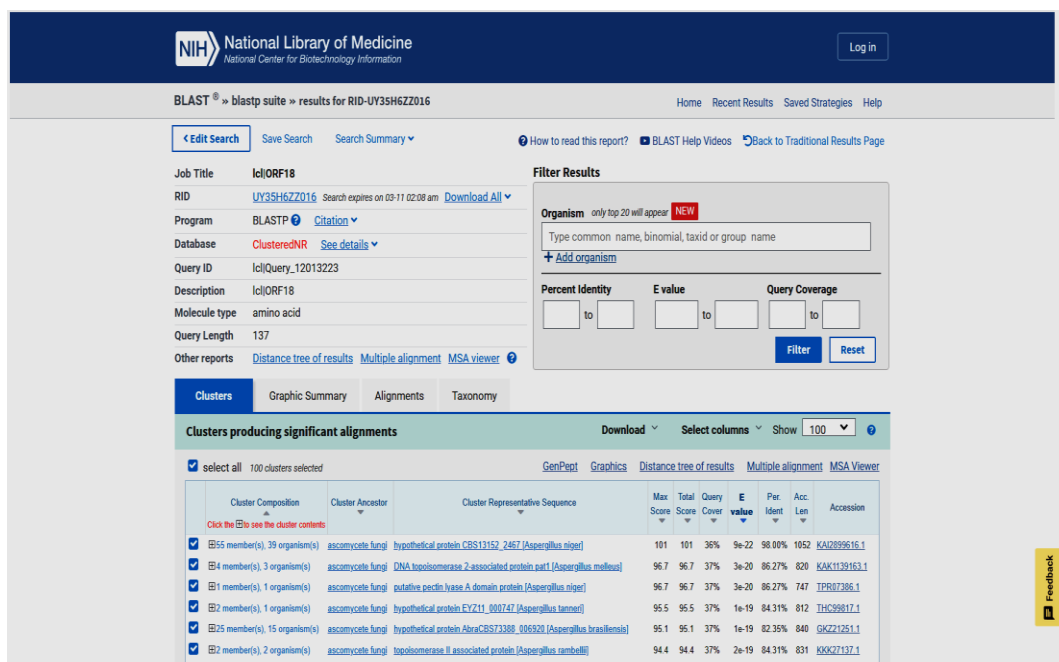 NIH National Library of Medicine
National Center for Biotechnology Information
Log in
BLAST ® » blastp suite » results for RID-UY35H6ZZ016
Home Recent Results Saved Strategies Help
Edit Search Save Search Search Summary
How to read this report? BLAST Help Videos Back to Traditional Results Page
Job Title lcl|ORF18
RID UY35H6ZZ016 Search expires on 03-11 02:08 am Download All
Program BLASTP Citation
Database ClusteredNR See details
Query ID lcl|Query_12013223
Description lcl|ORF18
Molecule type amino acid
Query Length 137
Other reports Distance tree of results Multiple alignment MSA viewer
Filter Results
Organism only top 20 will appear NEW
Type common name, binomial, taxid or group name
+ Add organism
Percent Identity E value Query Coverage
to to to
Filter Reset
Clusters Graphic Summary Alignments Taxonomy
Clusters producing significant alignments Download Select columns Show 100
select all 100 clusters selected GenPept Graphics Distance tree of results Multiple alignment MSA Viewer
Cluster Composition Cluster Ancestor Cluster Representative Sequence Max Score Total Score Query Cover E value Per. Ident Acc. Len Accession
Click the to see the cluster contents
55 member(s), 39 organism(s) ascomycete fungi hypothetical protein CBS13152_2467 [Aspergillus niger] 101 101 36% 9e-22 98.00% 1052 KAI2899616.1
4 member(s), 3 organism(s) ascomycete fungi DNA topoisomerase 2-associated protein pat1 [Aspergillus melleus] 96.7 96.7 37% 3e-20 86.27% 820 KAK1139163.1
1 member(s), 1 organism(s) ascomycete fungi putative pectin lyase A domain protein [Aspergillus niger] 96.7 96.7 37% 3e-20 86.27% 747 TPR07386.1
2 member(s), 1 organism(s) ascomycete fungi hypothetical protein EYZ11_000747 [Aspergillus tanneri] 95.5 95.5 37% 1e-19 84.31% 812 THC99817.1
25 member(s), 15 organism(s) ascomycete fungi hypothetical protein AbraCBS73388_006920 [Aspergillus brasiliensis] 95.1 95.1 37% 1e-19 82.35% 840 GKZ21251.1
2 member(s), 2 organism(s) ascomycete fungi topoisomerase II associated protein [Aspergillus rambellii] 94.4 94.4 37% 2e-19 84.31% 831 KKK27137.1
Feedback